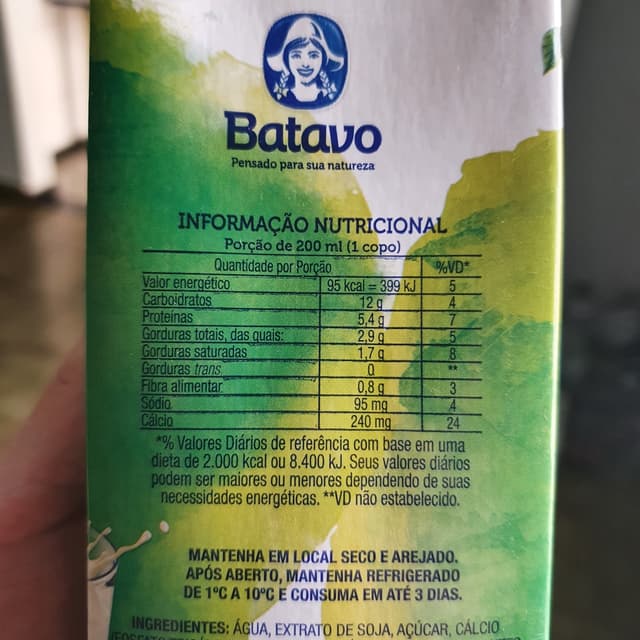 Batavo
Pensado para sua natureza
INFORMAÇÃO NUTRICIONAL
Porção de 200 ml (1 copo)
Quantidade por Porção %VD*
Valor energético 95 kcal = 399 kJ 5
Carboidratos 12 g 4
Proteínas 5,4 g 7
Gorduras totais, das quais: 2,9 g 5
Gorduras saturadas 1,7 g 8
Gorduras trans 0 **
Fibra alimentar 0,8 g 3
Sódio 95 mg 4
Cálcio 240 mg 24
*% Valores Diários de referência com base em uma
dieta de 2.000 kcal ou 8.400 kJ. Seus valores diários
podem ser maiores ou menores dependendo de suas
necessidades energéticas. **VD não estabelecido.
MANTENHA EM LOCAL SECO E AREJADO.
APÓS ABERTO, MANTENHA REFRIGERADO
DE 1ºC A 10ºC E CONSUMA EM ATÉ 3 DIAS.
INGREDIENTES: ÁGUA, EXTRATO DE SOJA, AÇÚCAR, CÁLCIO